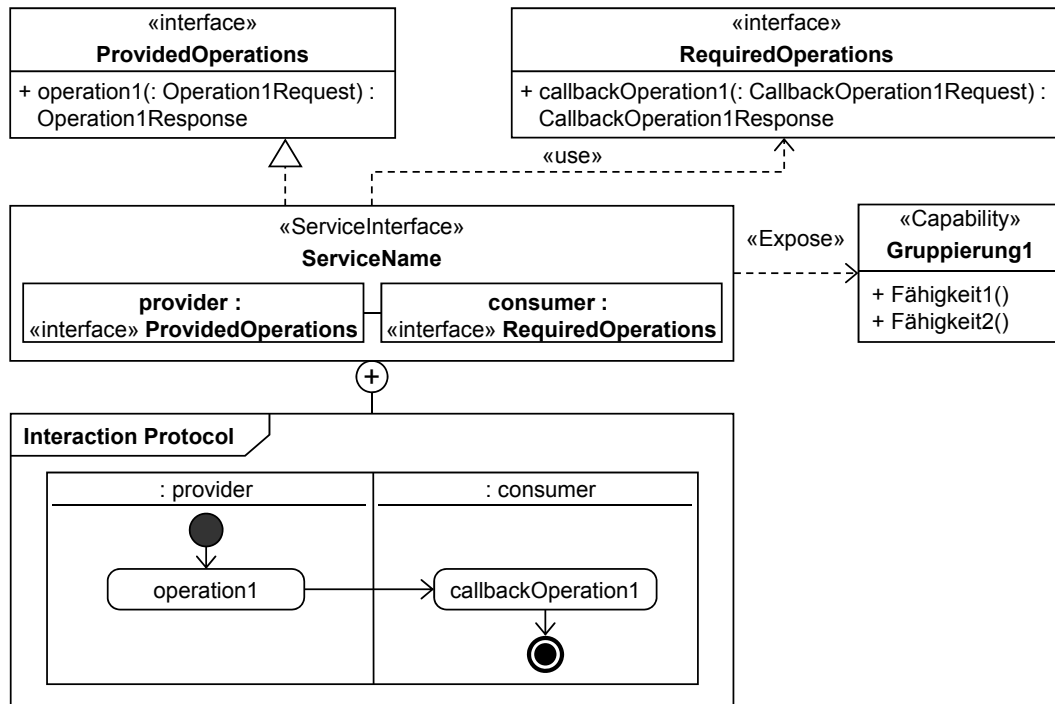 «interface»
ProvidedOperations
+ operation1(: Operation1Request) :
Operation1Response
«interface»
RequiredOperations
+ callbackOperation1(: CallbackOperation1Request) :
CallbackOperation1Response
«use»
«ServiceInterface»
ServiceName
provider :
«interface» ProvidedOperations
consumer :
«interface» RequiredOperations
«Expose»
«Capability»
Gruppierung1
+ Fähigkeit1()
+ Fähigkeit2()
+
Interaction Protocol
: provider
: consumer
operation1
callbackOperation1